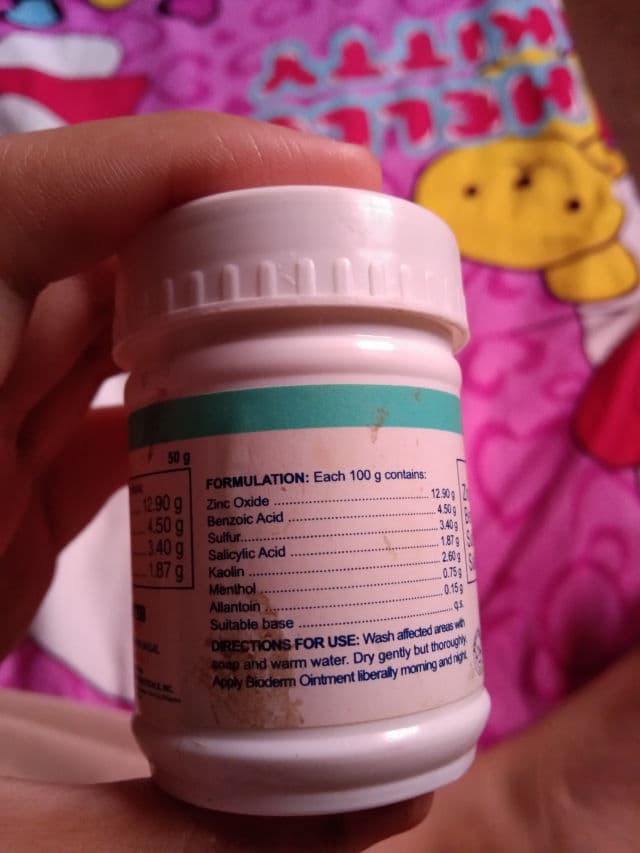 HELLO
KITTY
50 g
12.90 g
4.50 g
3.40 g
1.87 g
FORMULATION: Each 100 g contains:
Zinc Oxide ........................ 12.90 g
Benzoic Acid ........................ 4.50 g
Sulfur ........................ 3.40 g
Salicylic Acid ........................ 1.87 g
Kaolin ........................ 2.60 g
Menthol ........................ 0.75 g
Allantoin ........................ 0.15 g
Suitable base ........................ q.s.
DIRECTIONS FOR USE: Wash affected areas with
soap and warm water. Dry gently but thoroughly.
Apply Bioderm Ointment liberally morning and night.